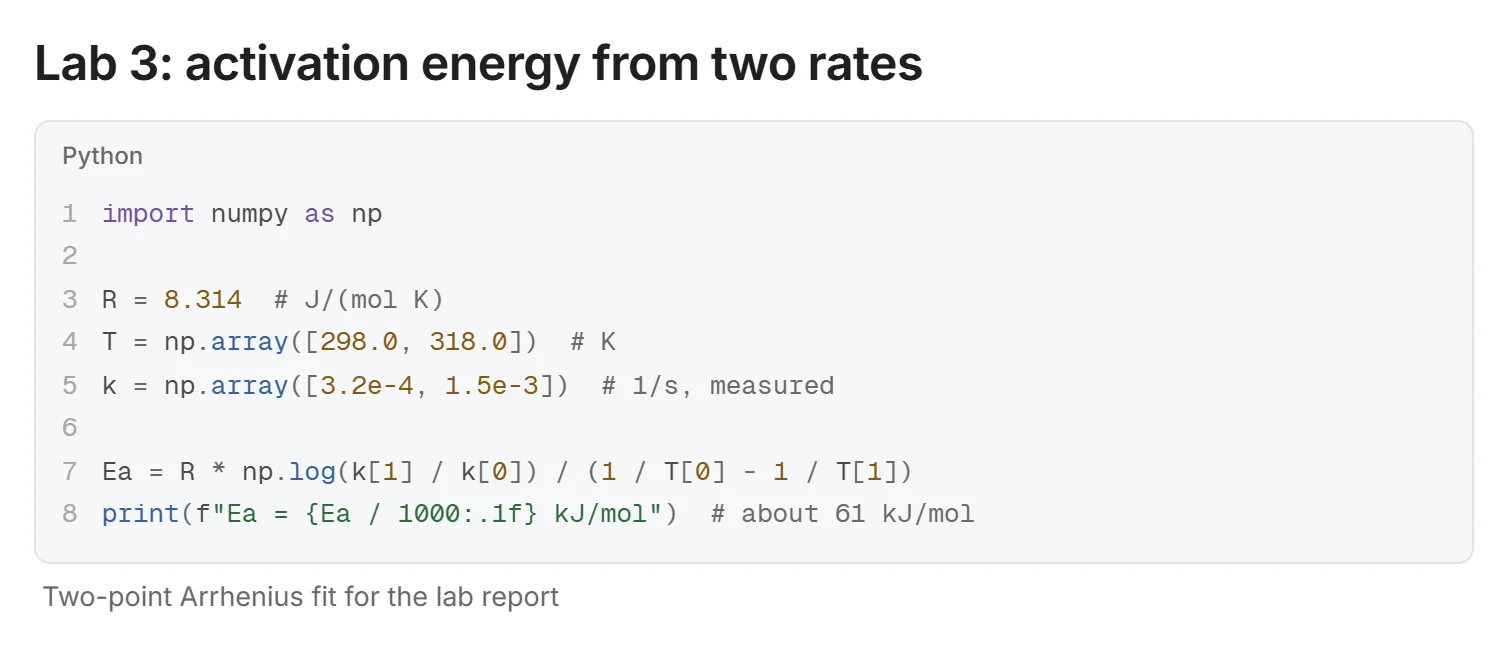 Lab 3: activation energy from two rates
Python
1 import numpy as np
2
3 R = 8.314  # J/(mol K)
4 T = np.array([298.0, 318.0])  # K
5 k = np.array([3.2e-4, 1.5e-3])  # 1/s, measured
6
7 Ea = R * np.log(k[1] / k[0]) / (1 / T[0] - 1 / T[1])
8 print(f"Ea = {Ea / 1000:.1f} kJ/mol")  # about 61 kJ/mol
Two-point Arrhenius fit for the lab report